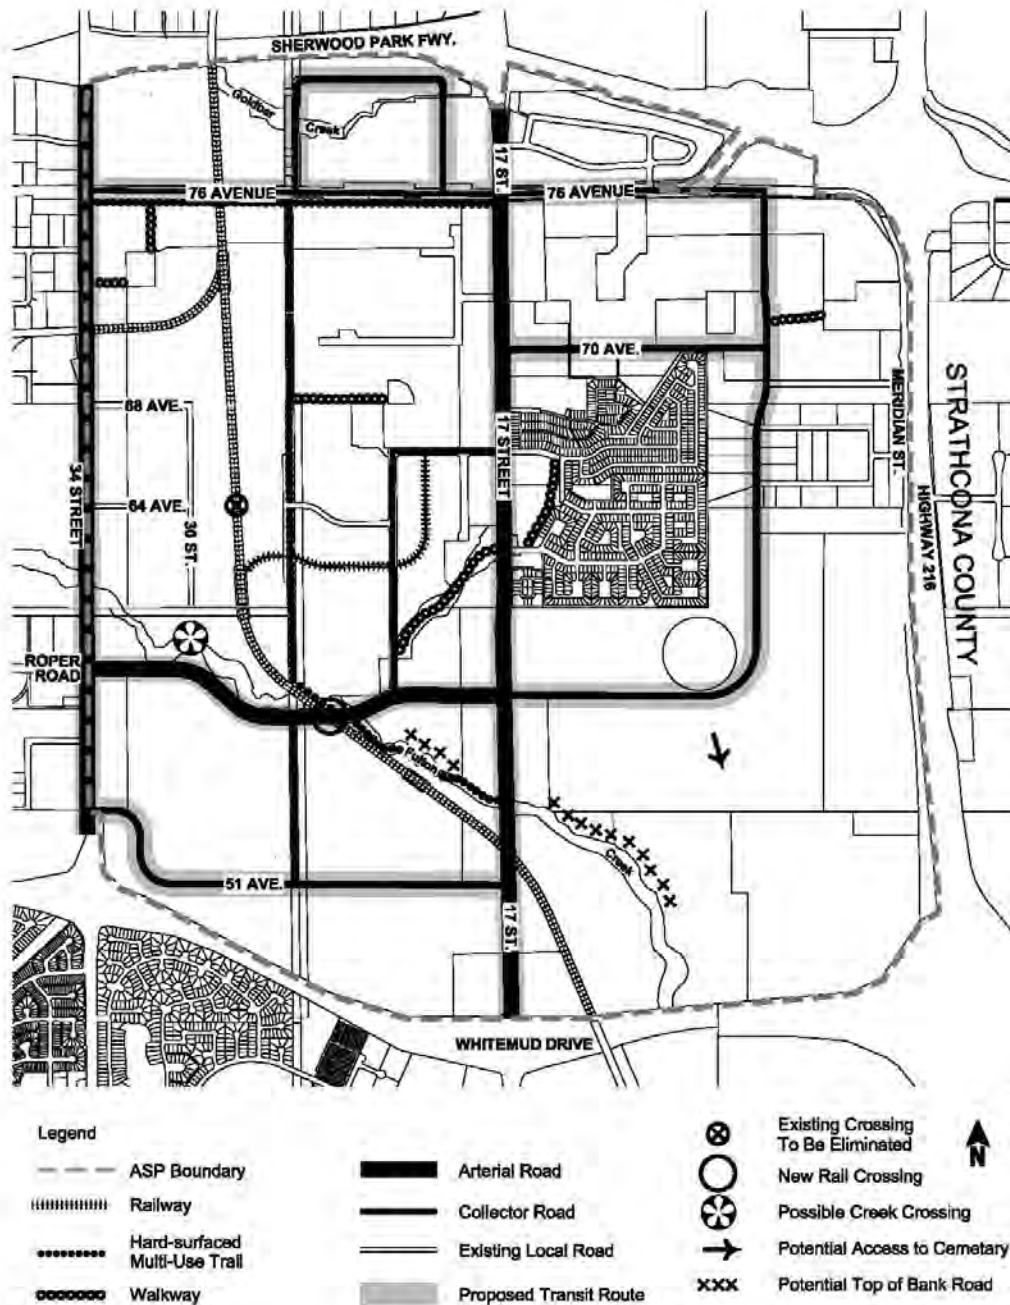 SHERWOOD PARK FWY.
Goldbar
Creek
17 ST.
76 AVENUE
76 AVENUE
70 AVE.
68 AVE.
MERIDIAN ST.
STRATHCONA COUNTY
17 STREET
34 STREET
64 AVE.
30 ST.
HIGHWAY 216
ROPER
ROAD
Fulton
Creek
51 AVE.
17 ST.
WHITEMUD DRIVE
Legend
ASP Boundary
Railway
Hard-surfaced
Multi-Use Trail
Walkway
Arterial Road
Collector Road
Existing Local Road
Proposed Transit Route
Existing Crossing
To Be Eliminated
New Rail Crossing
Possible Creek Crossing
Potential Access to Cemetary
Potential Top of Bank Road
N